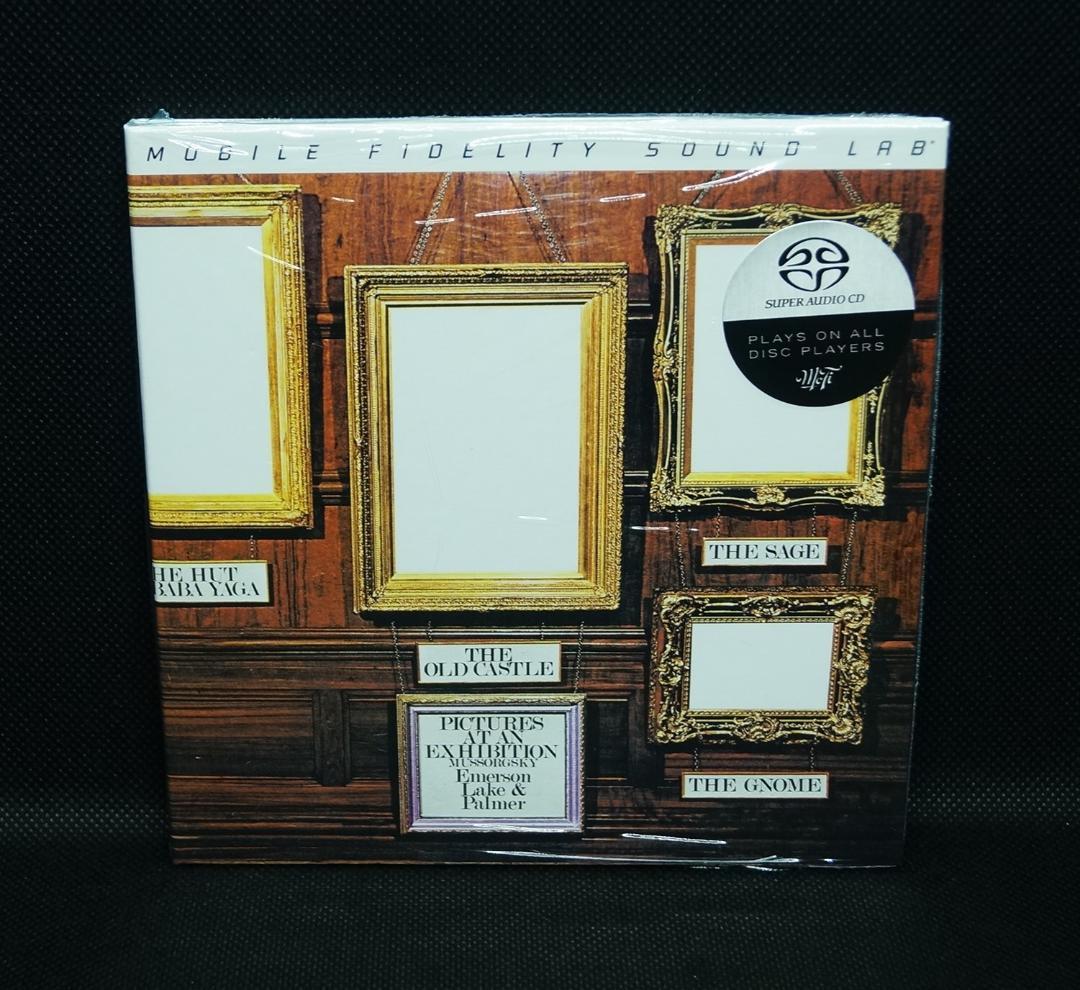 MOBILE FIDELITY SOUND LAB
SUPER AUDIO CD
PLAYS ON ALL
DISC PLAYERS
MoFi
THE SAGE
HE HUT
BABA YAGA
THE
OLD CASTLE
PICTURES
AT AN
EXHIBITION
MUSSORGSKY
Emerson
Lake &
Palmer
THE GNOME